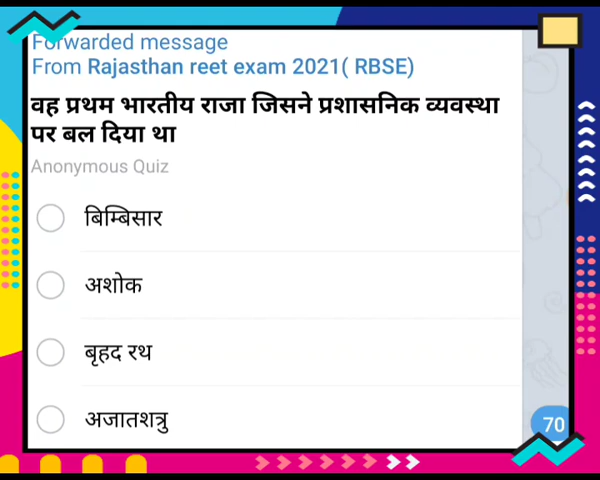 Forwarded message
From Rajasthan reet exam 2021( RBSE)
वह प्रथम भारतीय राजा जिसने प्रशासनिक व्यवस्था
पर बल दिया था
Anonymous Quiz
बिम्बिसार
अशोक
बृहद रथ
अजातशत्रु
70